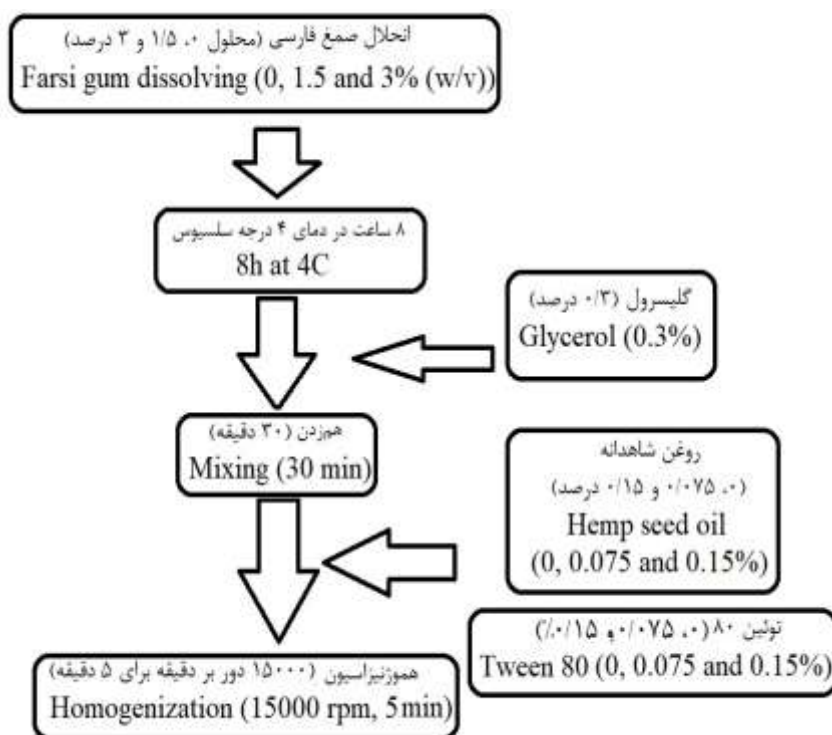 انحلال صمغ فارسی (محلول ۰، ۱/۵ و ۳ درصد)
Farsi gum dissolving (0, 1.5 and 3% (w/v))
۸ ساعت در دمای ۴ درجه سلسیوس
8h at 4C
گلیسرول (۰/۳ درصد)
Glycerol (0.3%)
همزدن (۳۰ دقیقه)
Mixing (30 min)
روغن شاهدانه
(۰، ۰/۰۷۵ و ۰/۱۵ درصد)
Hemp seed oil
(0, 0.075 and 0.15%)
توئین ۸۰ (۰، ۰/۰۷۵ و ۰/۱۵%)
Tween 80 (0, 0.075 and 0.15%)
هموژنیزاسیون (۱۵۰۰۰ دور بر دقیقه برای ۵ دقیقه)
Homogenization (15000 rpm, 5 min)